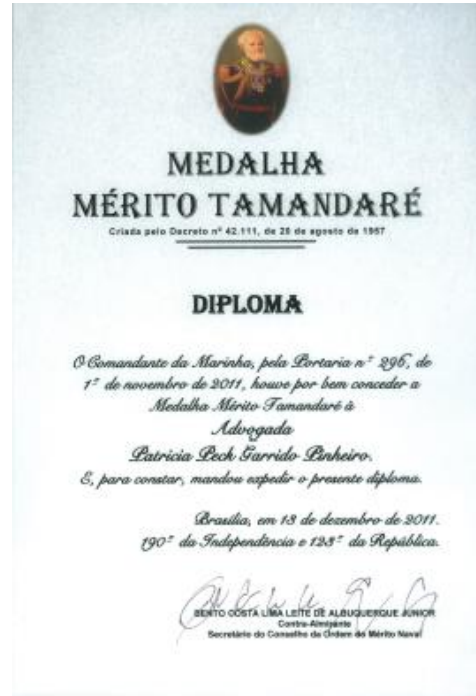 MEDALHA
MÉRITO TAMANDARÉ
Criada pelo Decreto nº 42.111, de 20 de agosto de 1957
DIPLOMA
O Comandante da Marinha, pela Portaria nº 296, de
1º de novembro de 2011, houve por bem conceder a
Medalha Mérito Tamandaré à
Advogada
Patricia Peck Garrido Pinheiro.
E, para constar, mandou expedir o presente diploma.
Brasília, em 13 de dezembro de 2011.
190º da Independência e 123º da República.
BENTO COSTA LIMA LEITE DE ALBUQUERQUE JUNIOR
Contra-Almirante
Secretário do Conselho da Ordem do Mérito Naval